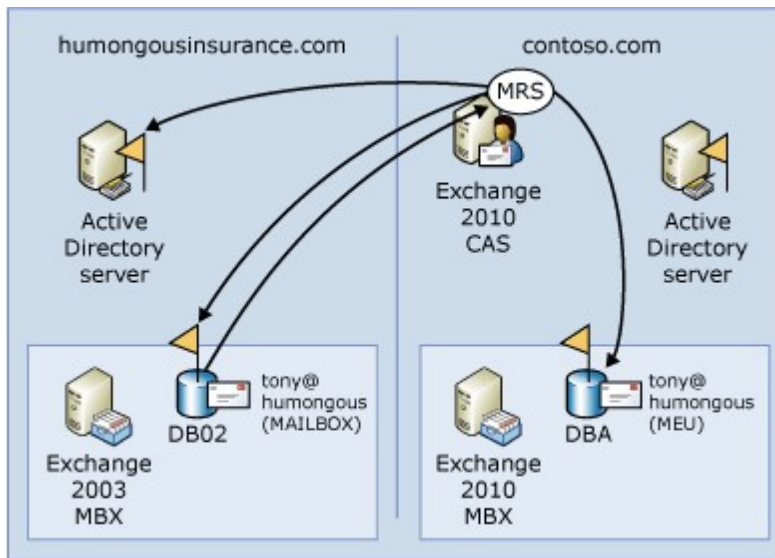 humongousinsurance.com
contoso.com
MRS
Active
Directory
server
Exchange
2010
CAS
Active
Directory
server
Exchange
2003
MBX
DB02
tony@
humongous
(MAILBOX)
Exchange
2010
MBX
DBA
tony@
humongous
(MEU)